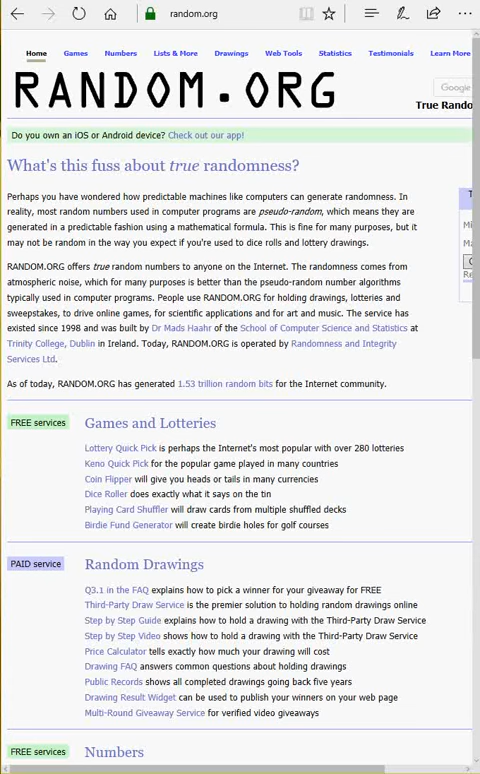 random.org
Home Games Numbers Lists & More Drawings Web Tools Statistics Testimonials Learn More
RANDOM.ORG
Google
True Rando
Do you own an iOS or Android device? Check out our app!
What's this fuss about true randomness?
Perhaps you have wondered how predictable machines like computers can generate randomness. In
reality, most random numbers used in computer programs are pseudo-random, which means they are
generated in a predictable fashion using a mathematical formula. This is fine for many purposes, but it
may not be random in the way you expect if you're used to dice rolls and lottery drawings.
RANDOM.ORG offers true random numbers to anyone on the Internet. The randomness comes from
atmospheric noise, which for many purposes is better than the pseudo-random number algorithms
typically used in computer programs. People use RANDOM.ORG for holding drawings, lotteries and
sweepstakes, to drive online games, for scientific applications and for art and music. The service has
existed since 1998 and was built by Dr Mads Haahr of the School of Computer Science and Statistics at
Trinity College, Dublin in Ireland. Today, RANDOM.ORG is operated by Randomness and Integrity
Services Ltd.
As of today, RANDOM.ORG has generated 1.53 trillion random bits for the Internet community.
T
Mi
Ma
Re
FREE services
Games and Lotteries
Lottery Quick Pick is perhaps the Internet's most popular with over 280 lotteries
Keno Quick Pick for the popular game played in many countries
Coin Flipper will give you heads or tails in many currencies
Dice Roller does exactly what it says on the tin
Playing Card Shuffler will draw cards from multiple shuffled decks
Birdie Fund Generator will create birdie holes for golf courses
PAID service
Random Drawings
Q3.1 in the FAQ explains how to pick a winner for your giveaway for FREE
Third-Party Draw Service is the premier solution to holding random drawings online
Step by Step Guide explains how to hold a drawing with the Third-Party Draw Service
Step by Step Video shows how to hold a drawing with the Third-Party Draw Service
Price Calculator tells exactly how much your drawing will cost
Drawing FAQ answers common questions about holding drawings
Public Records shows all completed drawings going back five years
Drawing Result Widget can be used to publish your winners on your web page
Multi-Round Giveaway Service for verified video giveaways
FREE services
Numbers